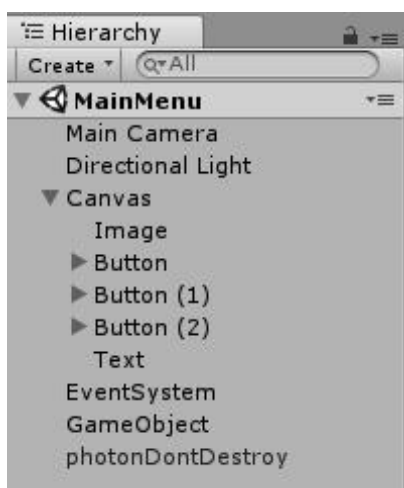 Hierarchy
Create All
MainMenu
Main Camera
Directional Light
Canvas
Image
Button
Button (1)
Button (2)
Text
EventSystem
GameObject
photonDontDestroy